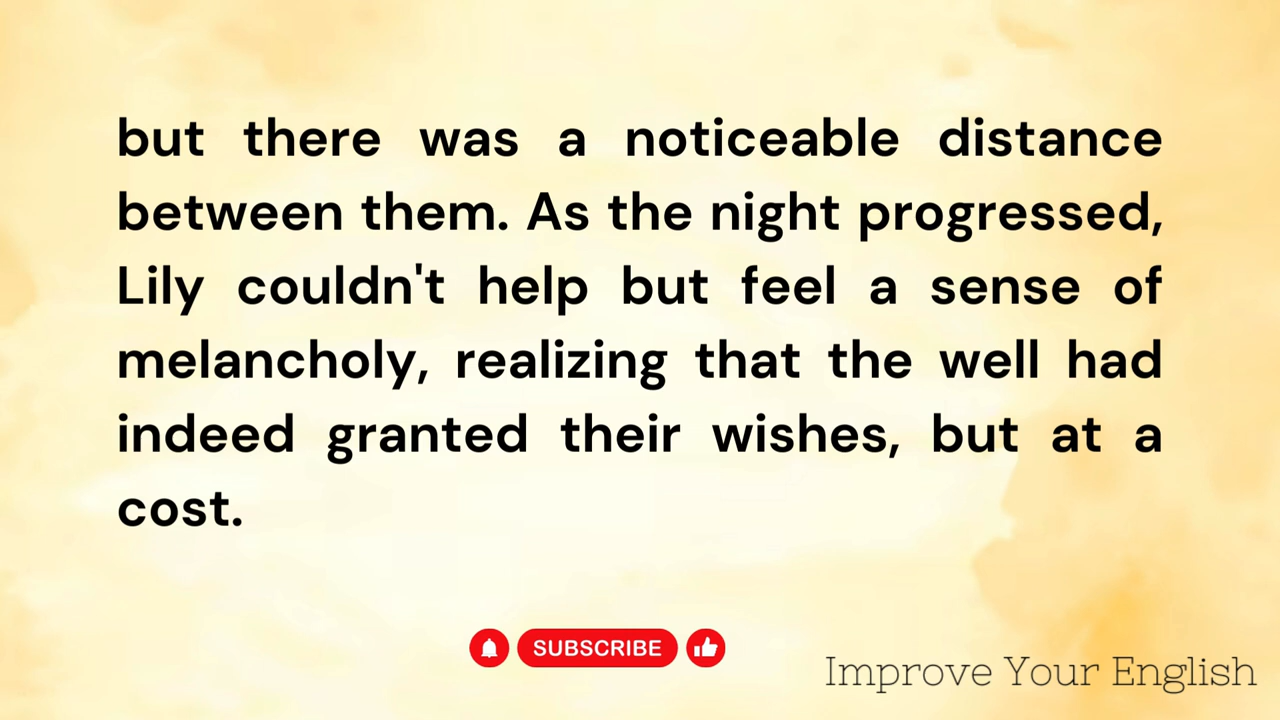 but there was a noticeable distance
between them. As the night progressed,
Lily couldn't help but feel a sense of
melancholy, realizing that the well had
indeed granted their wishes, but at a
cost.
SUBSCRIBE
Improve Your English